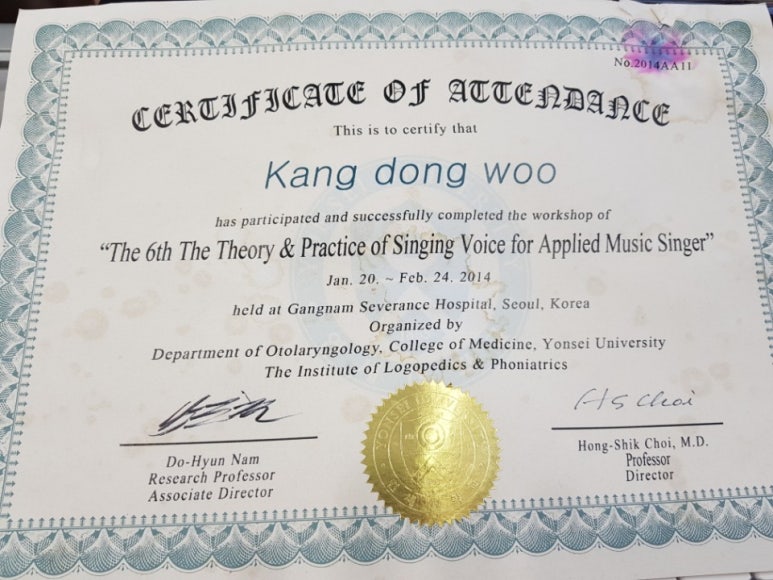 No.2014AA11
CERTIFICATE OF ATTENDANCE
This is to certify that
Kang dong woo
has participated and successfully completed the workshop of
“The 6th The Theory & Practice of Singing Voice for Applied Music Singer”
Jan. 20. ~ Feb. 24. 2014
held at Gangnam Severance Hospital, Seoul, Korea
Organized by
Department of Otolaryngology, College of Medicine, Yonsei University
The Institute of Logopedics & Phoniatrics
HS Choi
Do-Hyun Nam
Research Professor
Associate Director
Hong-Shik Choi, M.D.
Professor
Director